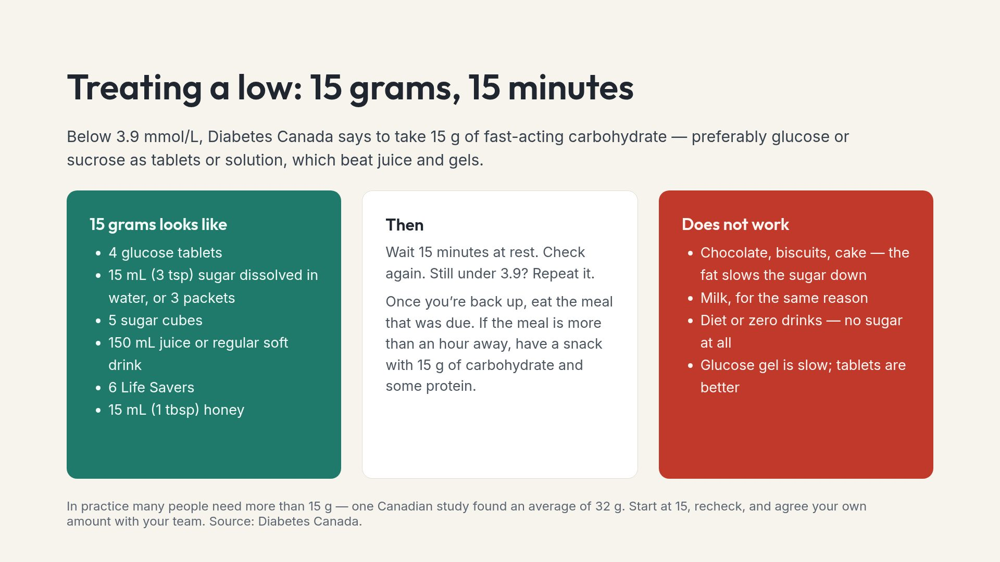 Treating a low: 15 grams, 15 minutes
Below 3.9 mmol/L, Diabetes Canada says to take 15 g of fast-acting carbohydrate — preferably glucose or
sucrose as tablets or solution, which beat juice and gels.
15 grams looks like
• 4 glucose tablets
• 15 mL (3 tsp) sugar dissolved in
water, or 3 packets
• 5 sugar cubes
• 150 mL juice or regular soft
drink
• 6 Life Savers
• 15 mL (1 tbsp) honey
Then
Wait 15 minutes at rest. Check
again. Still under 3.9? Repeat it.
Once you’re back up, eat the meal
that was due. If the meal is more
than an hour away, have a snack
with 15 g of carbohydrate and
some protein.
Does not work
• Chocolate, biscuits, cake — the
fat slows the sugar down
• Milk, for the same reason
• Diet or zero drinks — no sugar
at all
• Glucose gel is slow; tablets are
better
In practice many people need more than 15 g — one Canadian study found an average of 32 g. Start at 15, recheck, and agree your own
amount with your team. Source: Diabetes Canada.